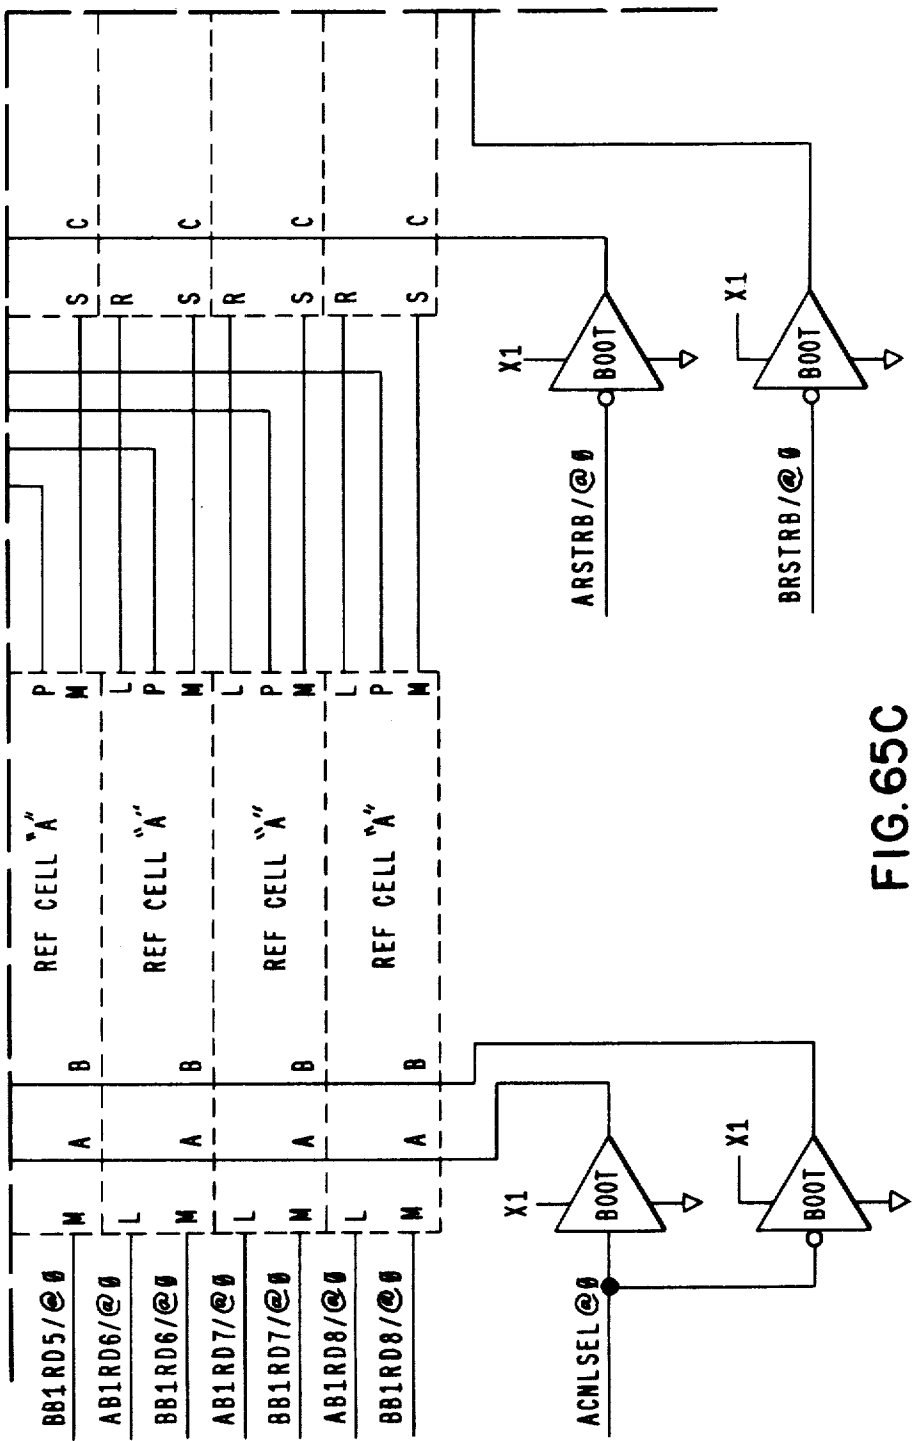 BB1RD5/@0
AB1RD6/@0
BB1RD6/@0
AB1RD7/@0
BB1RD7/@0
AB1RD8/@0
BB1RD8/@0
M
L
M
L
M
L
M
A
A
A
A
B
B
B
B
REF CELL "A"
REF CELL "A"
REF CELL "A"
REF CELL "A"
P
M
L
P
M
L
P
M
L
P
M
S
R
S
R
S
R
S
C
C
C
C
ACNLSEL@0
X1
BOOT
X1
BOOT
ARSTRB/@0
X1
BOOT
BRSTRB/@0
X1
BOOT
FIG.65C